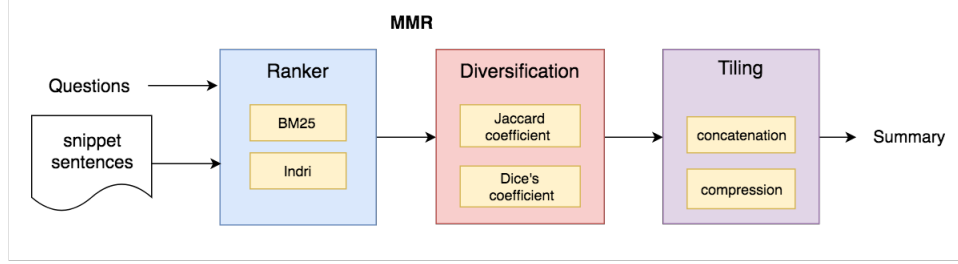 MMR
Questions
snippet
sentences
Ranker
BM25
Indri
Diversification
Jaccard
coefficient
Dice's
coefficient
Tiling
concatenation
compression
Summary